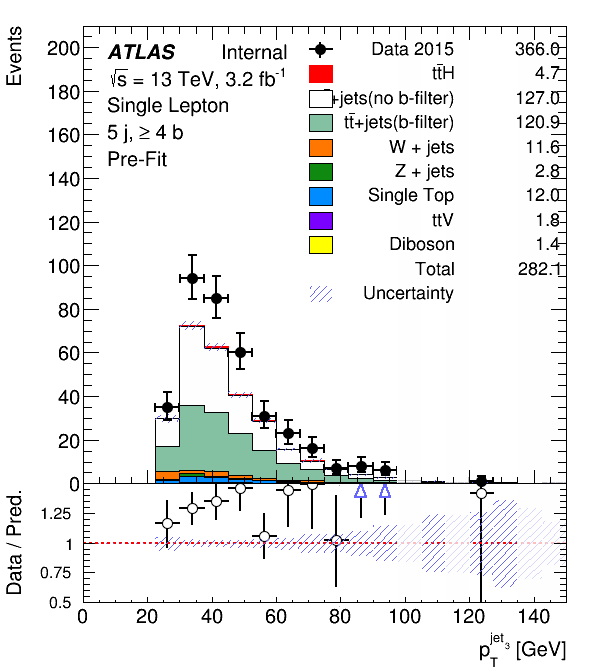 Events
200
180
160
140
120
100
80
60
40
20
0
ATLAS Internal
√s = 13 TeV, 3.2 fb⁻¹
Single Lepton
5 j, ≥ 4 b
Pre-Fit
Data 2015 366.0
tt̄H 4.7
+jets(no b-filter) 127.0
tt̄+jets(b-filter) 120.9
W + jets 11.6
Z + jets 2.8
Single Top 12.0
ttV 1.8
Diboson 1.4
Total 282.1
Uncertainty
Data / Pred.
1.25
1
0.75
0.5
0 20 40 60 80 100 120 140
p_T^jet_3 [GeV]